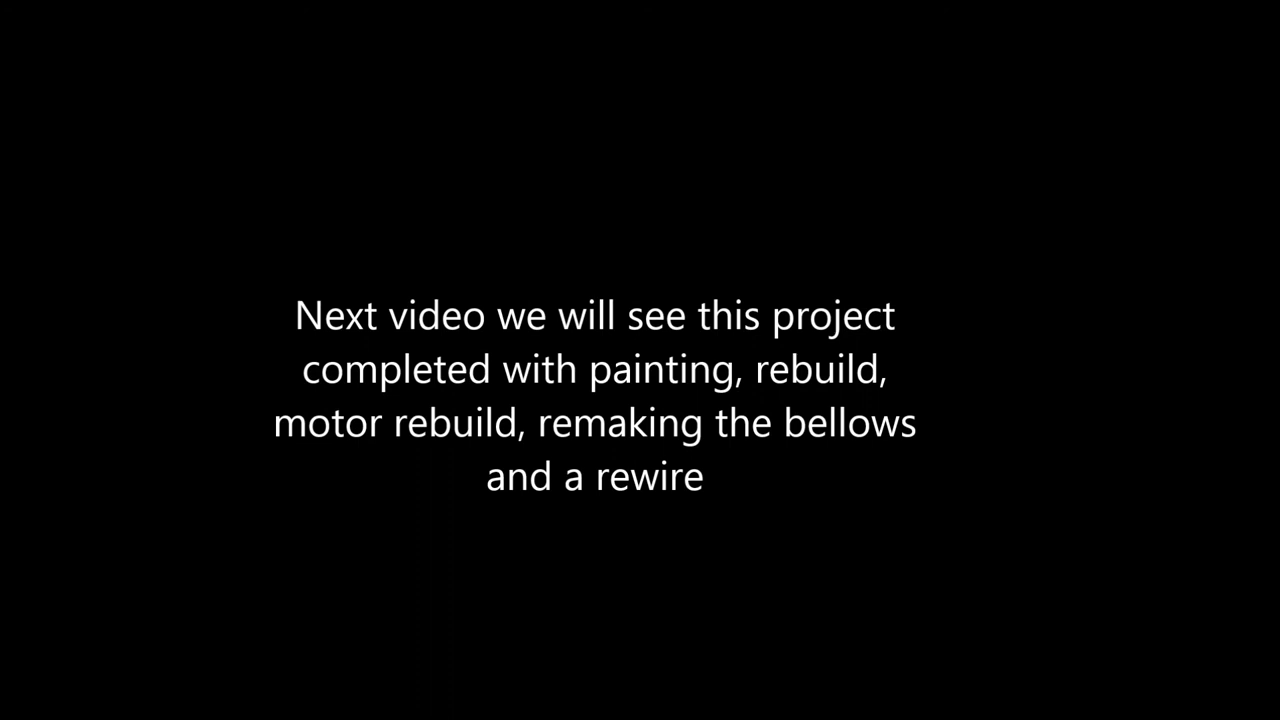 Next video we will see this project
completed with painting, rebuild,
motor rebuild, remaking the bellows
and a rewire